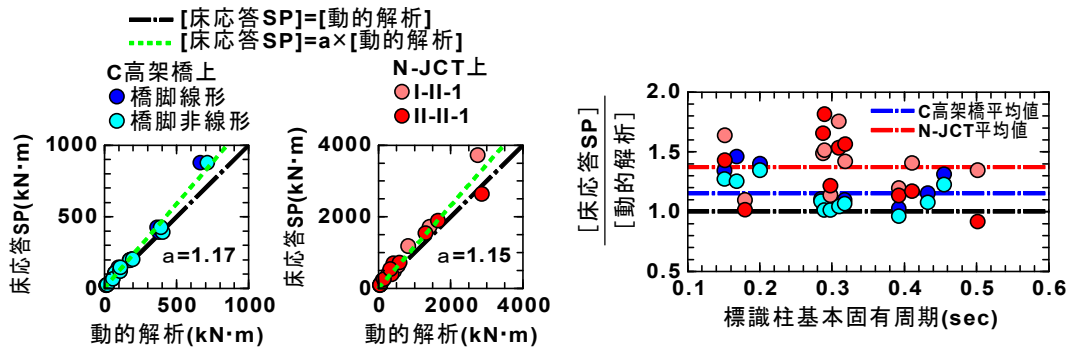 [床応答SP]=[動的解析]
[床応答SP]=a×[動的解析]
C高架橋上
橋脚線形
橋脚非線形
N-JCT上
I-II-1
II-II-1
床応答SP(kN·m)
1000
500
0
0
500
1000
a=1.17
動的解析(kN·m)
床応答SP(kN·m)
4000
2000
0
0
2000
4000
a=1.15
動的解析(kN·m)
[床応答SP]
[動的解析]
2.0
1.5
1.0
0.5
C高架橋平均値
N-JCT平均値
0.1
0.2
0.3
0.4
0.5
0.6
標識柱基本固有周期(sec)